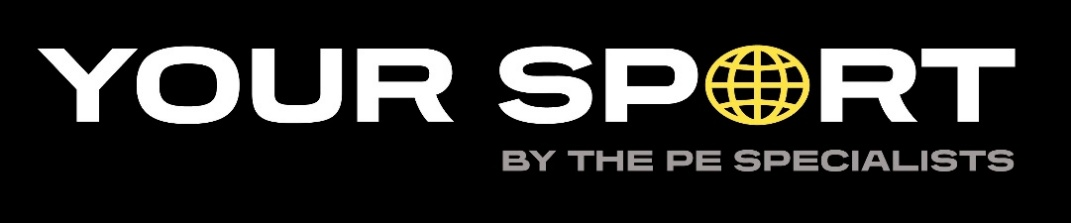 YOUR SPORT
BY THE PE SPECIALISTS